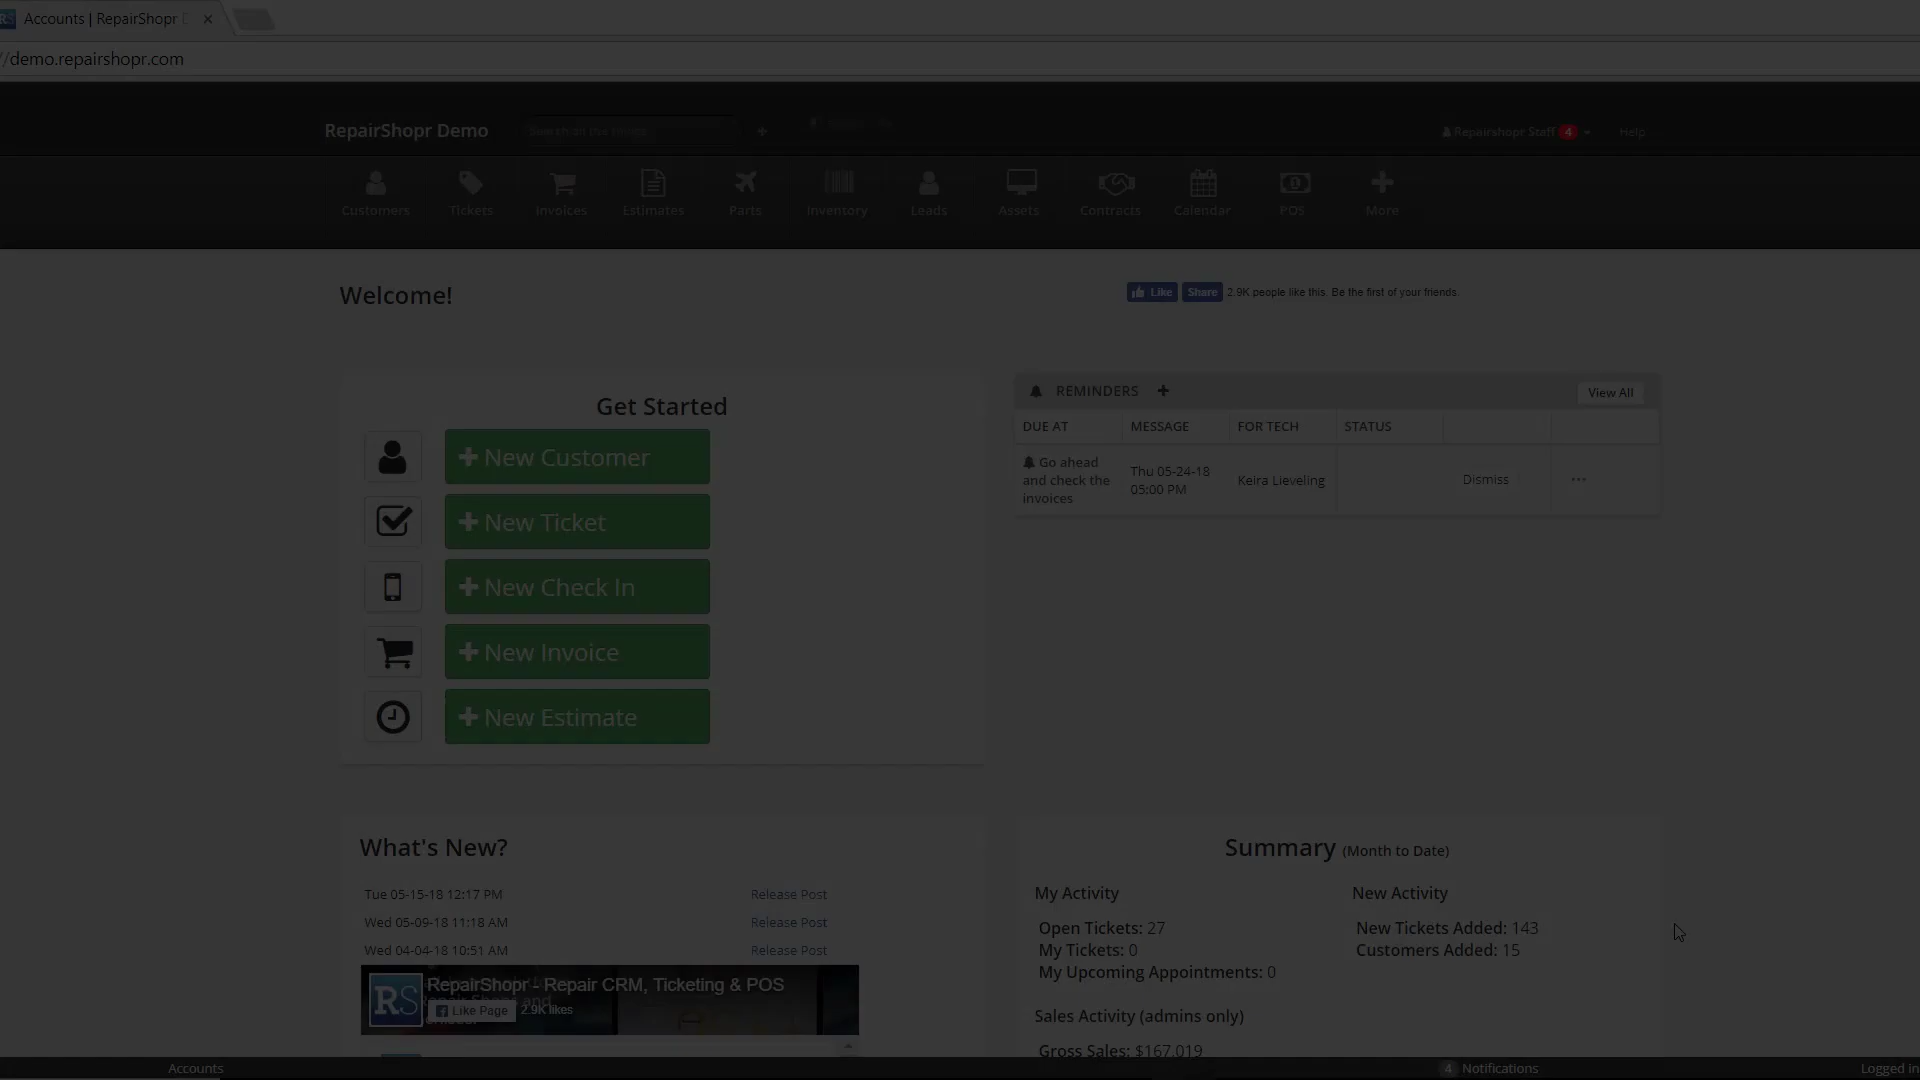 Accounts | RepairShopr
//demo.repairshopr.com
RepairShopr Demo
Search all the things
Repairshopr Staff 4
Help
Customers
Tickets
Invoices
Estimates
Parts
Inventory
Leads
Assets
Contracts
Calendar
POS
More
Welcome!
Like Share 2.9K people like this. Be the first of your friends.
Get Started
New Customer
New Ticket
New Check In
New Invoice
New Estimate
REMINDERS
View All
DUE AT MESSAGE FOR TECH STATUS
Go ahead
and check the
invoices
Thu 05-24-18
05:00 PM
Keira Lieveling
Dismiss
What's New?
Tue 05-15-18 12:17 PM Release Post
Wed 05-09-18 11:18 AM Release Post
Wed 04-04-18 10:51 AM Release Post
RS
RepairShopr - Repair CRM, Ticketing & POS
Like Page 2.9K likes
Summary (Month to Date)
My Activity
Open Tickets: 27
My Tickets: 0
My Upcoming Appointments: 0
New Activity
New Tickets Added: 143
Customers Added: 15
Sales Activity (admins only)
Gross Sales: $167,019
Accounts
4 Notifications
Logged in